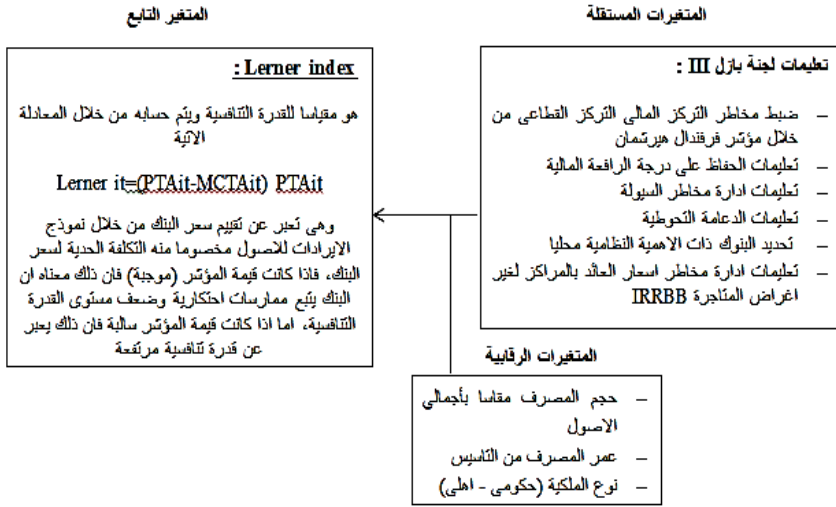 المتغيرات المستقلة
تعليمات لجنة بازل III :
– ضبط مخاطر التركز المالى التركز القطاعى من
خلال مؤشر فرفندال هيرشمان
– تعليمات الحفاظ على درجة الرافعة المالية
– تعليمات ادارة مخاطر السيولة
– تعليمات الدعامة التحوطية
– تحديد البنوك ذات الاهمية النظامية محليا
– تعليمات ادارة مخاطر اسعار العائد بالمراكز لغير
اغراض المتاجرة IRRBB
المتغير التابع
Lerner index :
هو مقياسا للقدرة التنافسية ويتم حسابه من خلال المعادلة
الاتية
Lerner it=(PTAit-MCTAit) PTAit
وهى تعبر عن تقييم سعر البنك من خلال نموذج
الايرادات للاصول مخصوما منه التكلفة الحدية لسعر
البنك، فاذا كانت قيمة المؤشر (موجبة) فان ذلك معناه ان
البنك يتبع ممارسات احتكارية وضعف مستوى القدرة
التنافسية، اما اذا كانت قيمة المؤشر سالبة فان ذلك يعبر
عن قدرة تنافسية مرتفعة
المتغيرات الرقابية
– حجم المصرف مقاسا بأجمالى
الاصول
– عمر المصرف من التاسيس
– نوع الملكية (حكومى - اهلى)